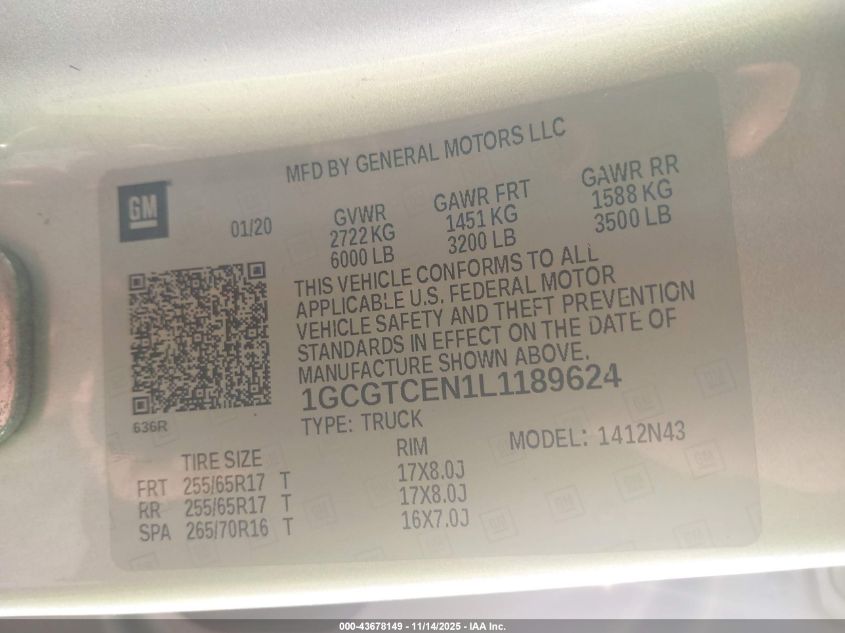 MFD BY GENERAL MOTORS LLC
GM
01/20
GVWR GAWR FRT GAWR RR
2722 KG 1451 KG 1588 KG
6000 LB 3200 LB 3500 LB
THIS VEHICLE CONFORMS TO ALL
APPLICABLE U.S. FEDERAL MOTOR
VEHICLE SAFETY AND THEFT PREVENTION
STANDARDS IN EFFECT ON THE DATE OF
MANUFACTURE SHOWN ABOVE.
1GCGTCEN1L1189624
636R
TYPE: TRUCK MODEL: 1412N43
TIRE SIZE RIM
FRT 255/65R17 T 17X8.0J
RR 255/65R17 T 17X8.0J
SPA 265/70R16 T 16X7.0J
000-43678149 - 11/14/2025 - IAA Inc.